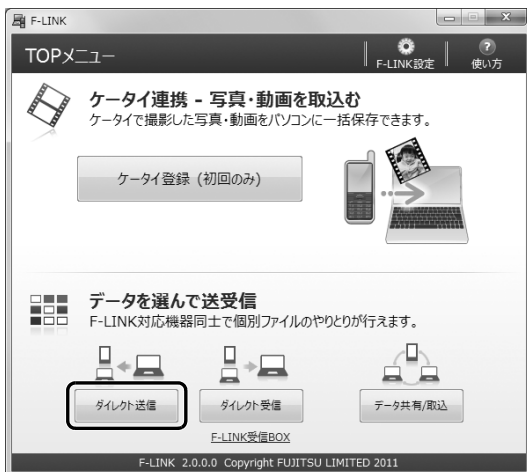 F-LINK
TOPメニュー
F-LINK設定
使い方
ケータイ連携 - 写真・動画を取込む
ケータイで撮影した写真・動画をパソコンに一括保存できます。
ケータイ登録 (初回のみ)
データを選んで送受信
F-LINK対応機器同士で個別ファイルのやりとりが行えます。
ダイレクト送信
ダイレクト受信
データ共有/取込
F-LINK受信BOX
F-LINK 2.0.0.0 Copyright FUJITSU LIMITED 2011